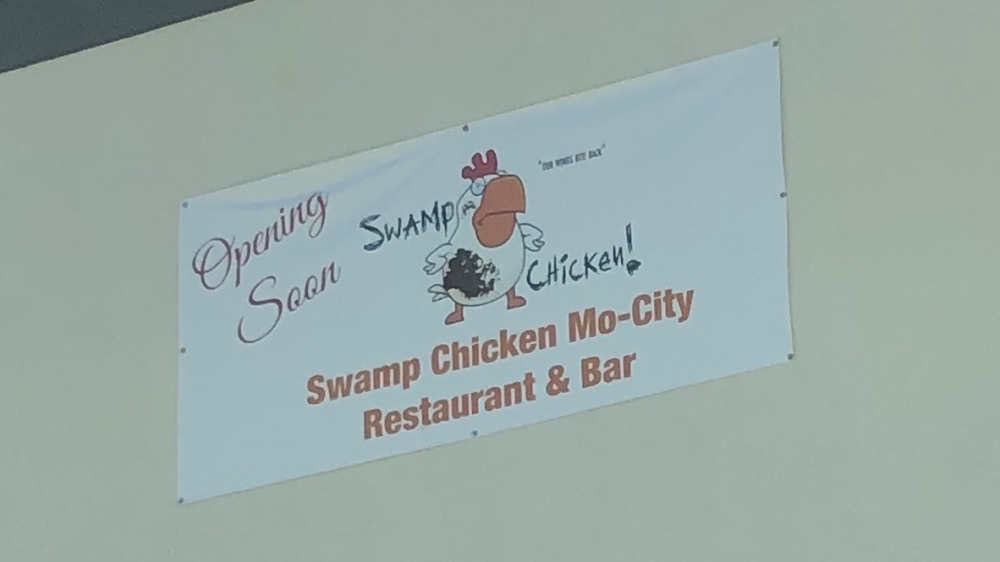 Opening
Soon
SWAMP
CHICKEN!
"OUR WINGS BITE BACK"
Swamp Chicken Mo-City
Restaurant & Bar